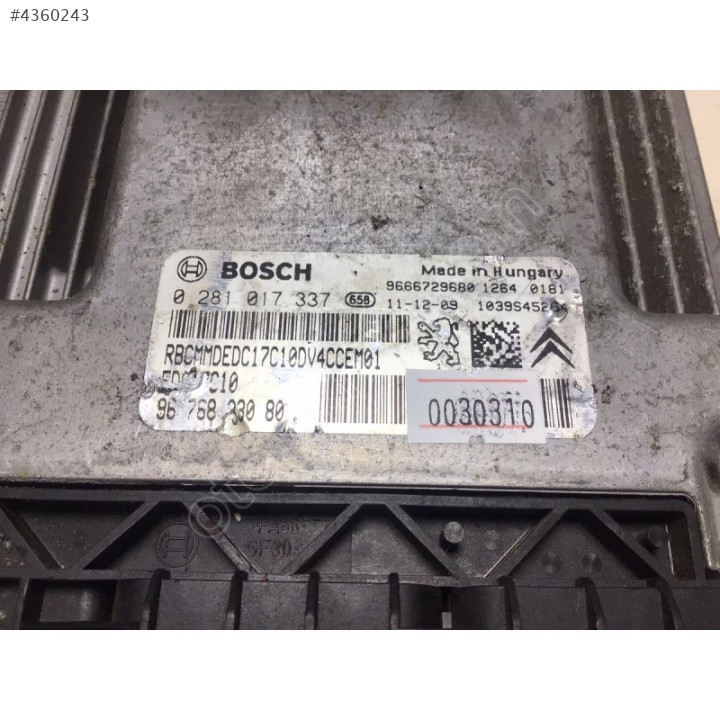 #4360243
BOSCH
Made in Hungary
0 281 017 337 658
9666729680 1264 0181
11-12-09 1039S4526
RBCMMDEDC17C10DV4CCEM01
96 768 330 80
0030310